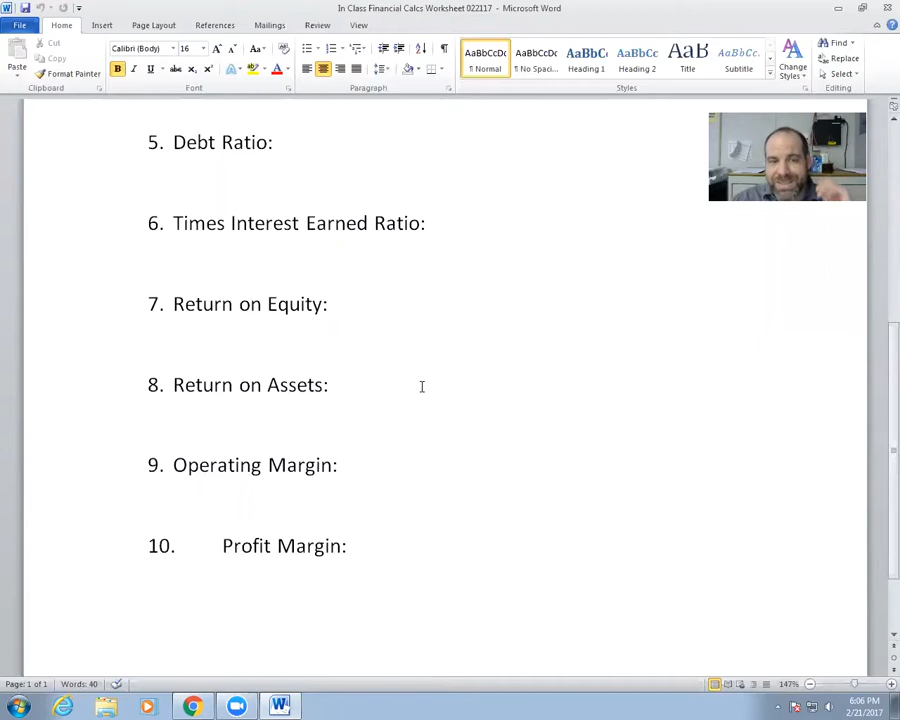 In Class Financial Calcs Worksheet 022117 - Microsoft Word
File Home Insert Page Layout References Mailings Review View
Cut
Copy
Format Painter
Paste
Clipboard
Calibri (Body) 16
B I U abc x₂ x² A
Font
Paragraph
AaBbCcDc ¶ Normal
AaBbCcDc ¶ No Spaci...
AaBbC Heading 1
AaBbCc Heading 2
AaB Title
AaBbCc. Subtitle
Change Styles
Styles
Find
Replace
Select
Editing
5. Debt Ratio:
6. Times Interest Earned Ratio:
7. Return on Equity:
8. Return on Assets:
9. Operating Margin:
10. Profit Margin:
Page: 1 of 1 Words: 40 147%
6:06 PM
2/21/2017